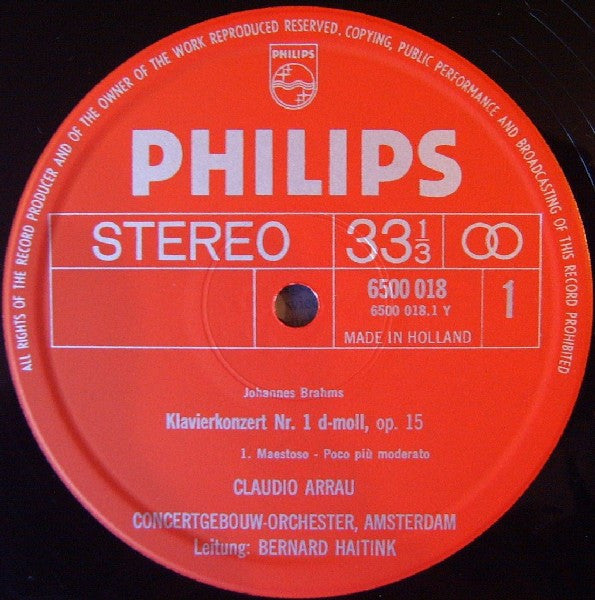 ALL RIGHTS OF THE RECORD PRODUCER AND OF THE OWNER OF THE WORK REPRODUCED RESERVED. COPYING, PUBLIC PERFORMANCE AND BROADCASTING OF THIS RECORD PROHIBITED
PHILIPS
PHILIPS
STEREO 33 1/3
6500 018 1
6500 018.1 Y
MADE IN HOLLAND
Johannes Brahms
Klavierkonzert Nr. 1 d-moll, op. 15
1. Maestoso - Poco più moderato
CLAUDIO ARRAU
CONCERTGEBOUW-ORCHESTER, AMSTERDAM
Leitung: BERNARD HAITINK